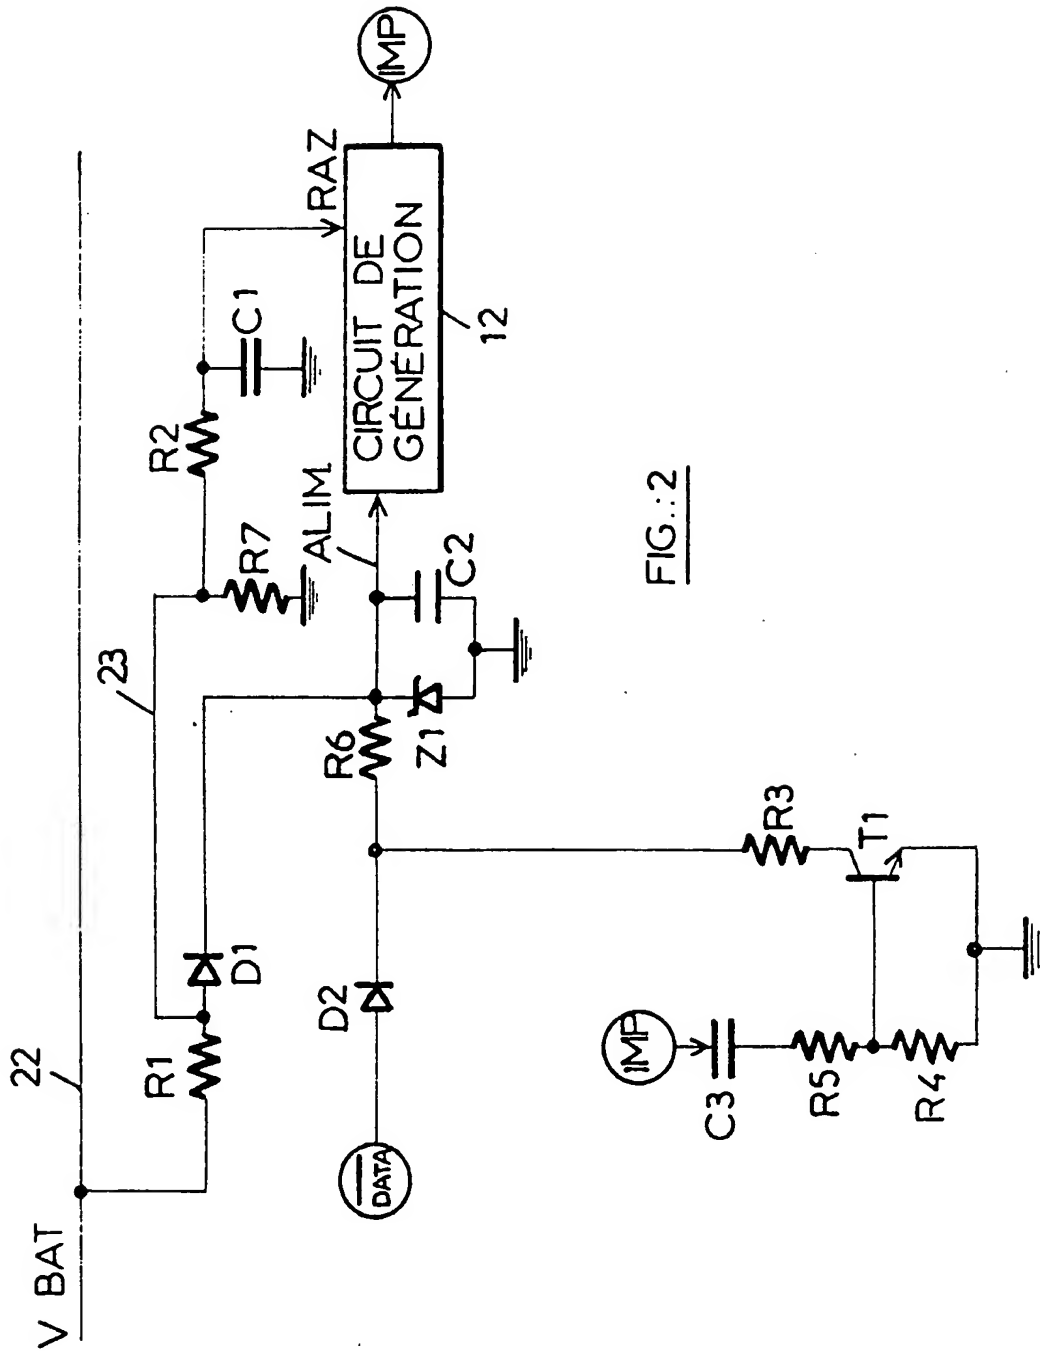 V BAT
22
23
R1
D1
R7
R2
C1
RAZ
D2
DATA
R6
Z1
ALIM.
C2
CIRCUIT DE
GÉNÉRATION
12
IMP
IMP
C3
R5
R4
R3
T1
FIG..:2